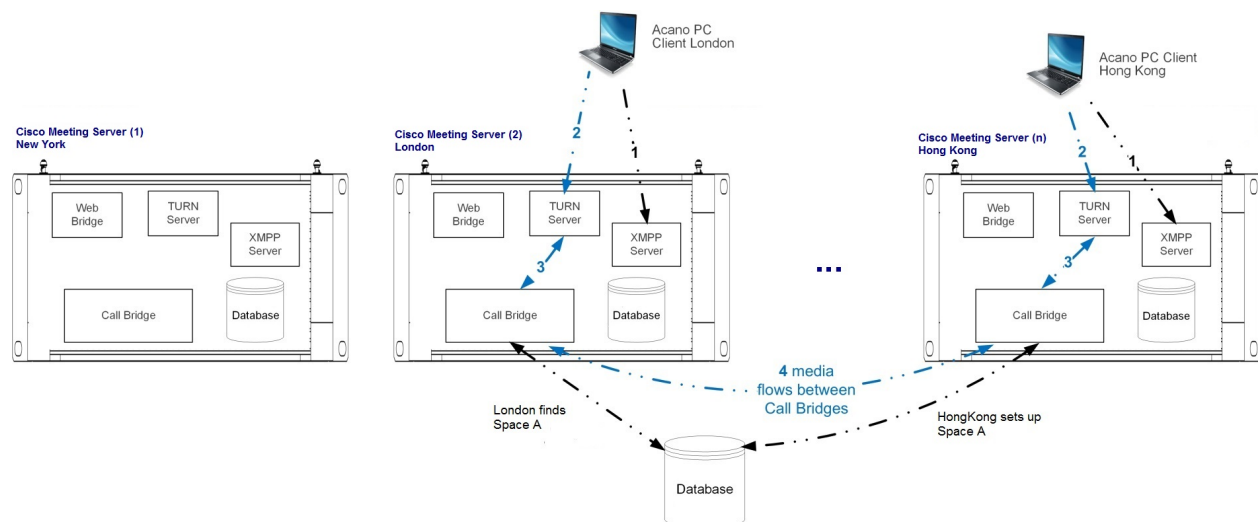 Acano PC
Client London
Acano PC Client
Hong Kong
Cisco Meeting Server (1)
New York
Cisco Meeting Server (2)
London
Cisco Meeting Server (n)
Hong Kong
2
1
2
1
Web
Bridge
TURN
Server
XMPP
Server
Call Bridge
Database
Web
Bridge
TURN
Server
XMPP
Server
3
Call Bridge
Database
...
Web
Bridge
TURN
Server
XMPP
Server
3
Call Bridge
Database
4 media
flows between
Call Bridges
London finds
Space A
HongKong sets up
Space A
Database